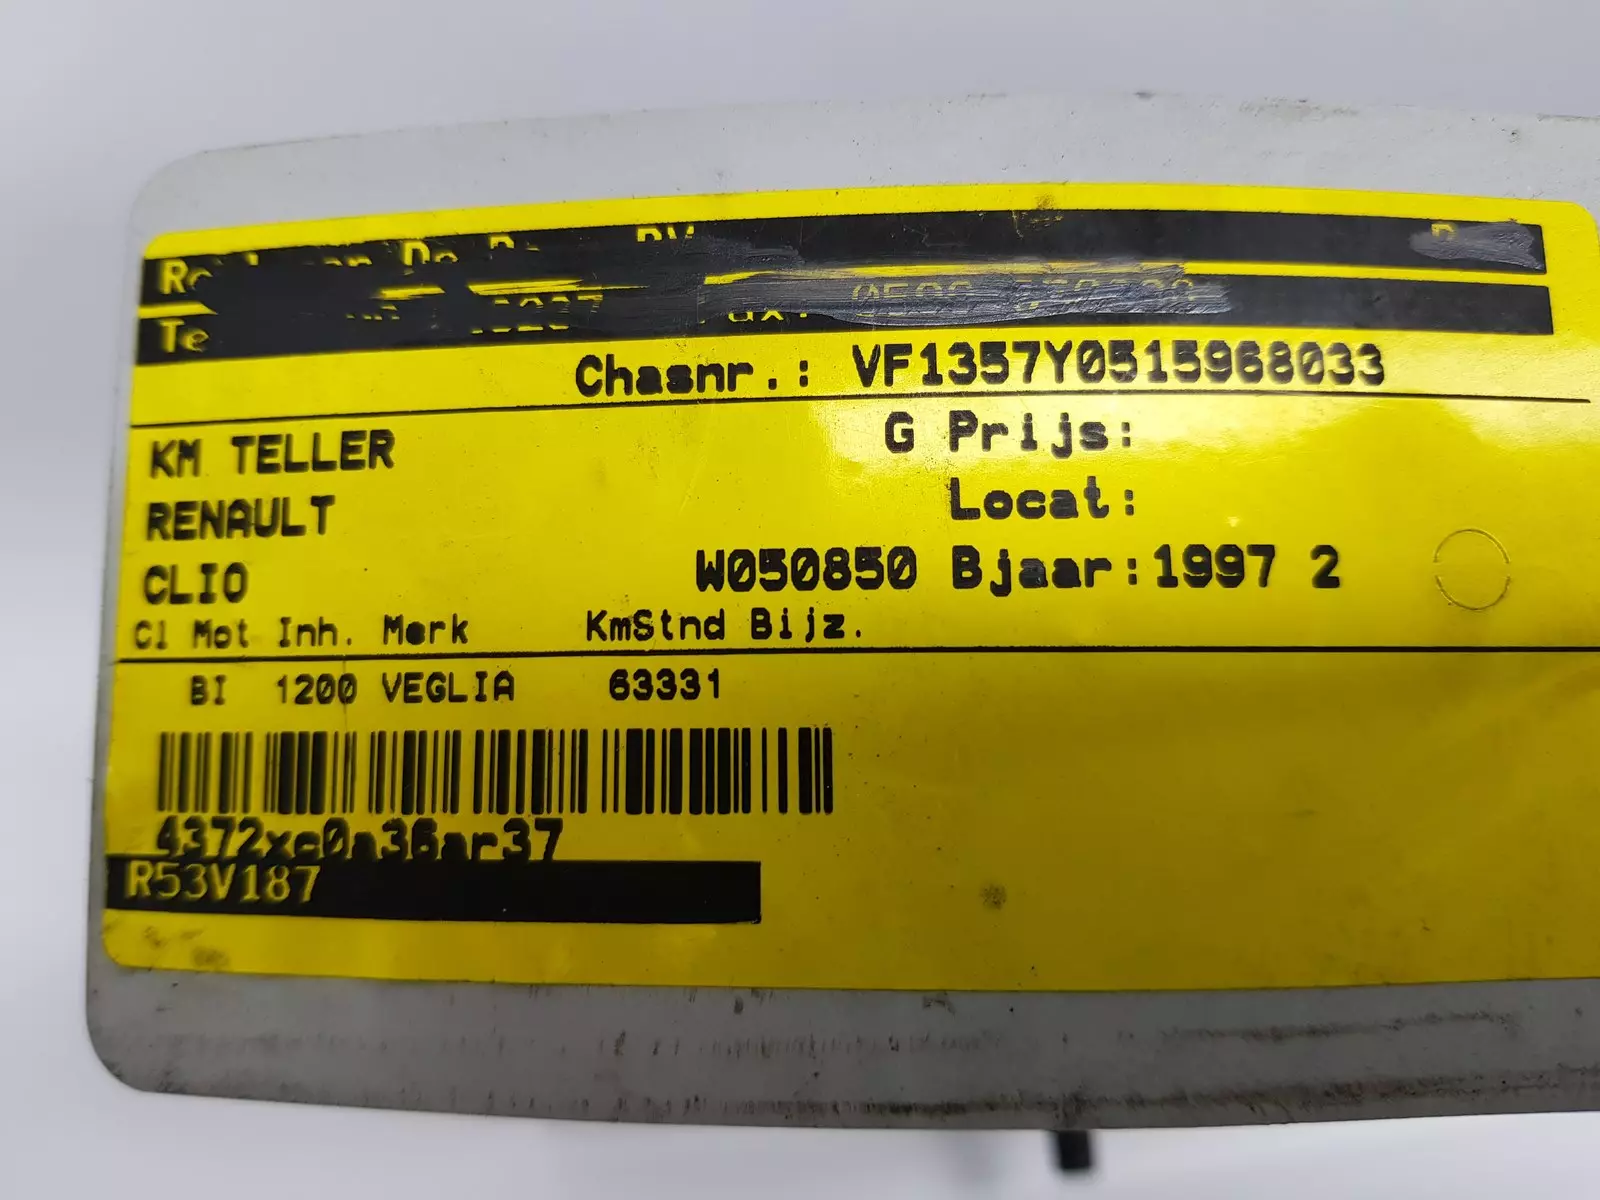 Chasnr.: VF1357Y0515968033
KM TELLER
G Prijs:
RENAULT
Locat:
CLIO
W050850 Bjaar:1997 2
Cl Mot Inh. Merk KmStnd Bijz.
BI 1200 VEGLIA 63331
4372xc0a36ar37
R53V187